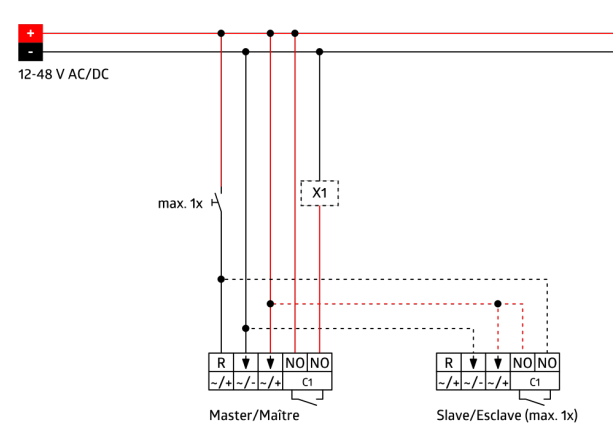 +
-
12-48 V AC/DC
max. 1x
X1
R NO NO
~/+ ~/- ~/+ C1
Master/Maître
R NO NO
~/+ ~/- ~/+ C1
Slave/Esclave (max. 1x)